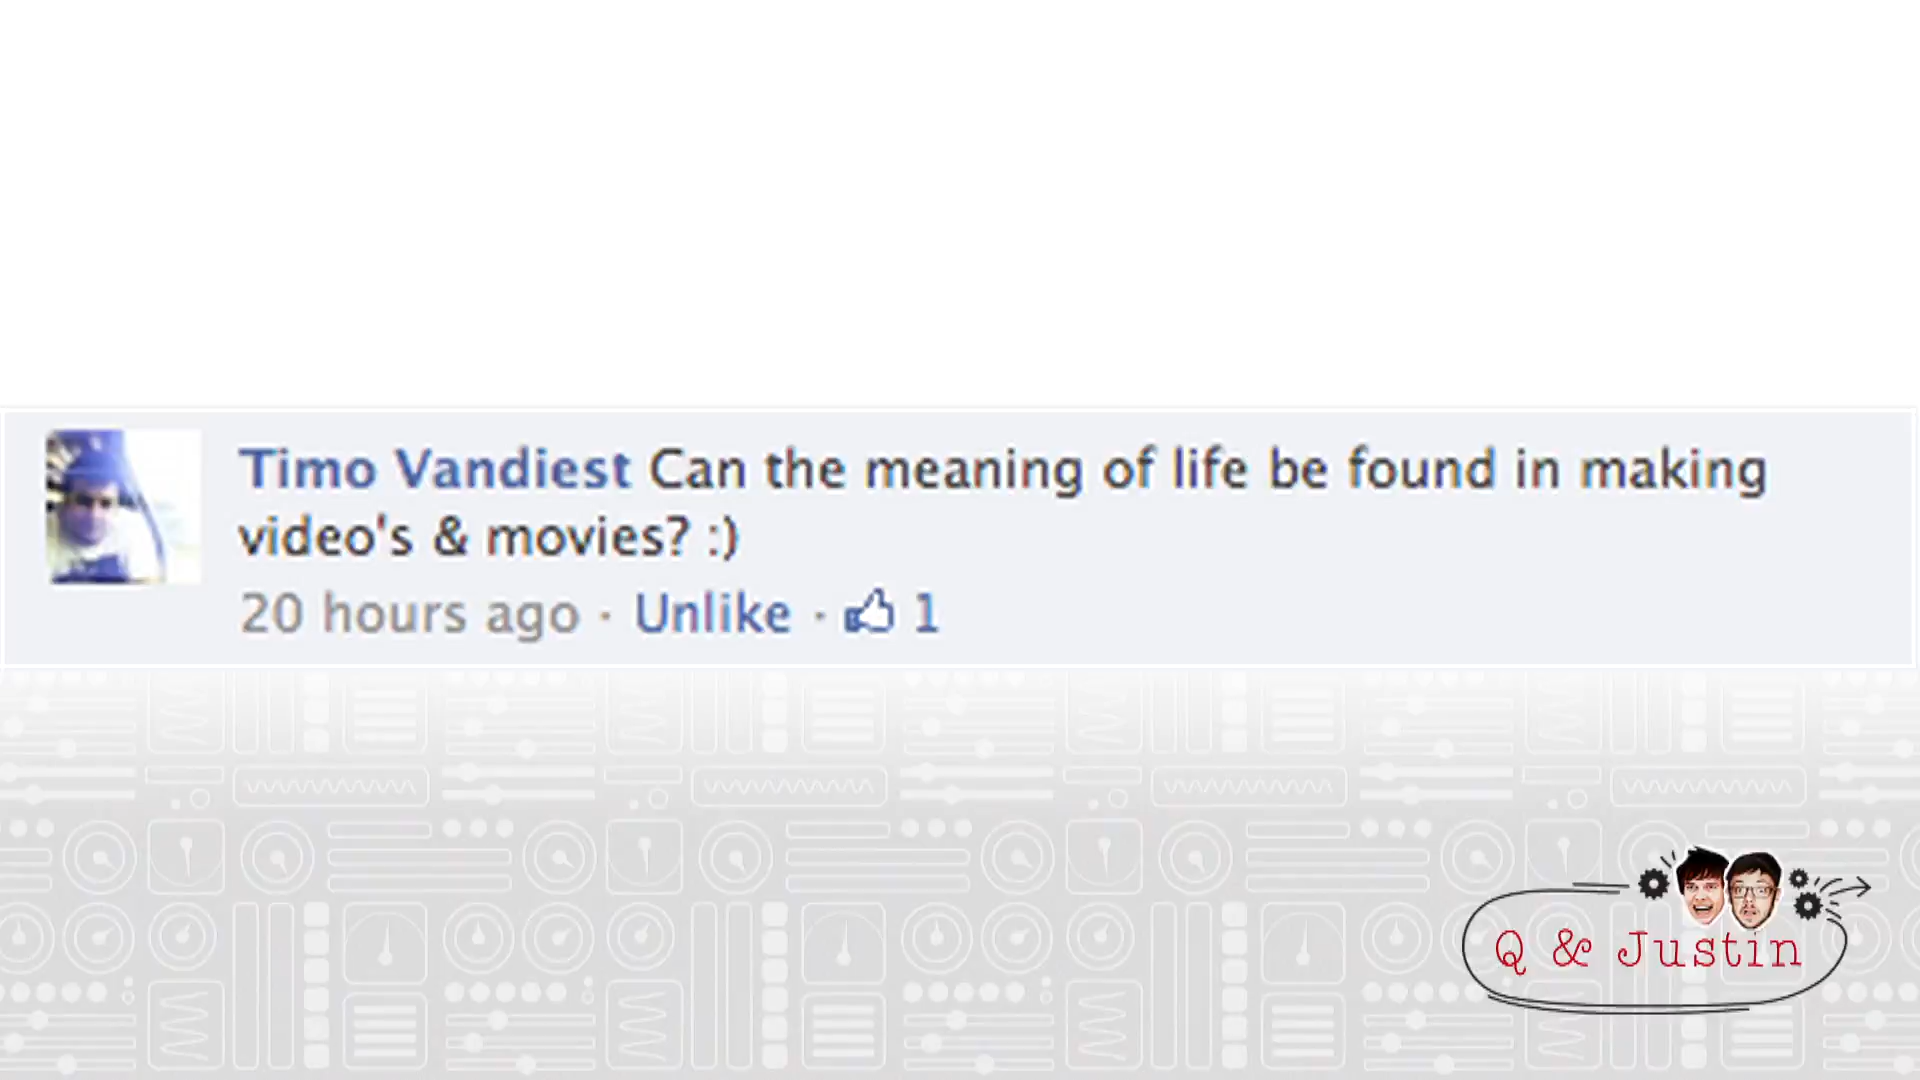 Timo Vandiest Can the meaning of life be found in making
video's & movies? :)
20 hours ago · Unlike · 1
Q & Justin